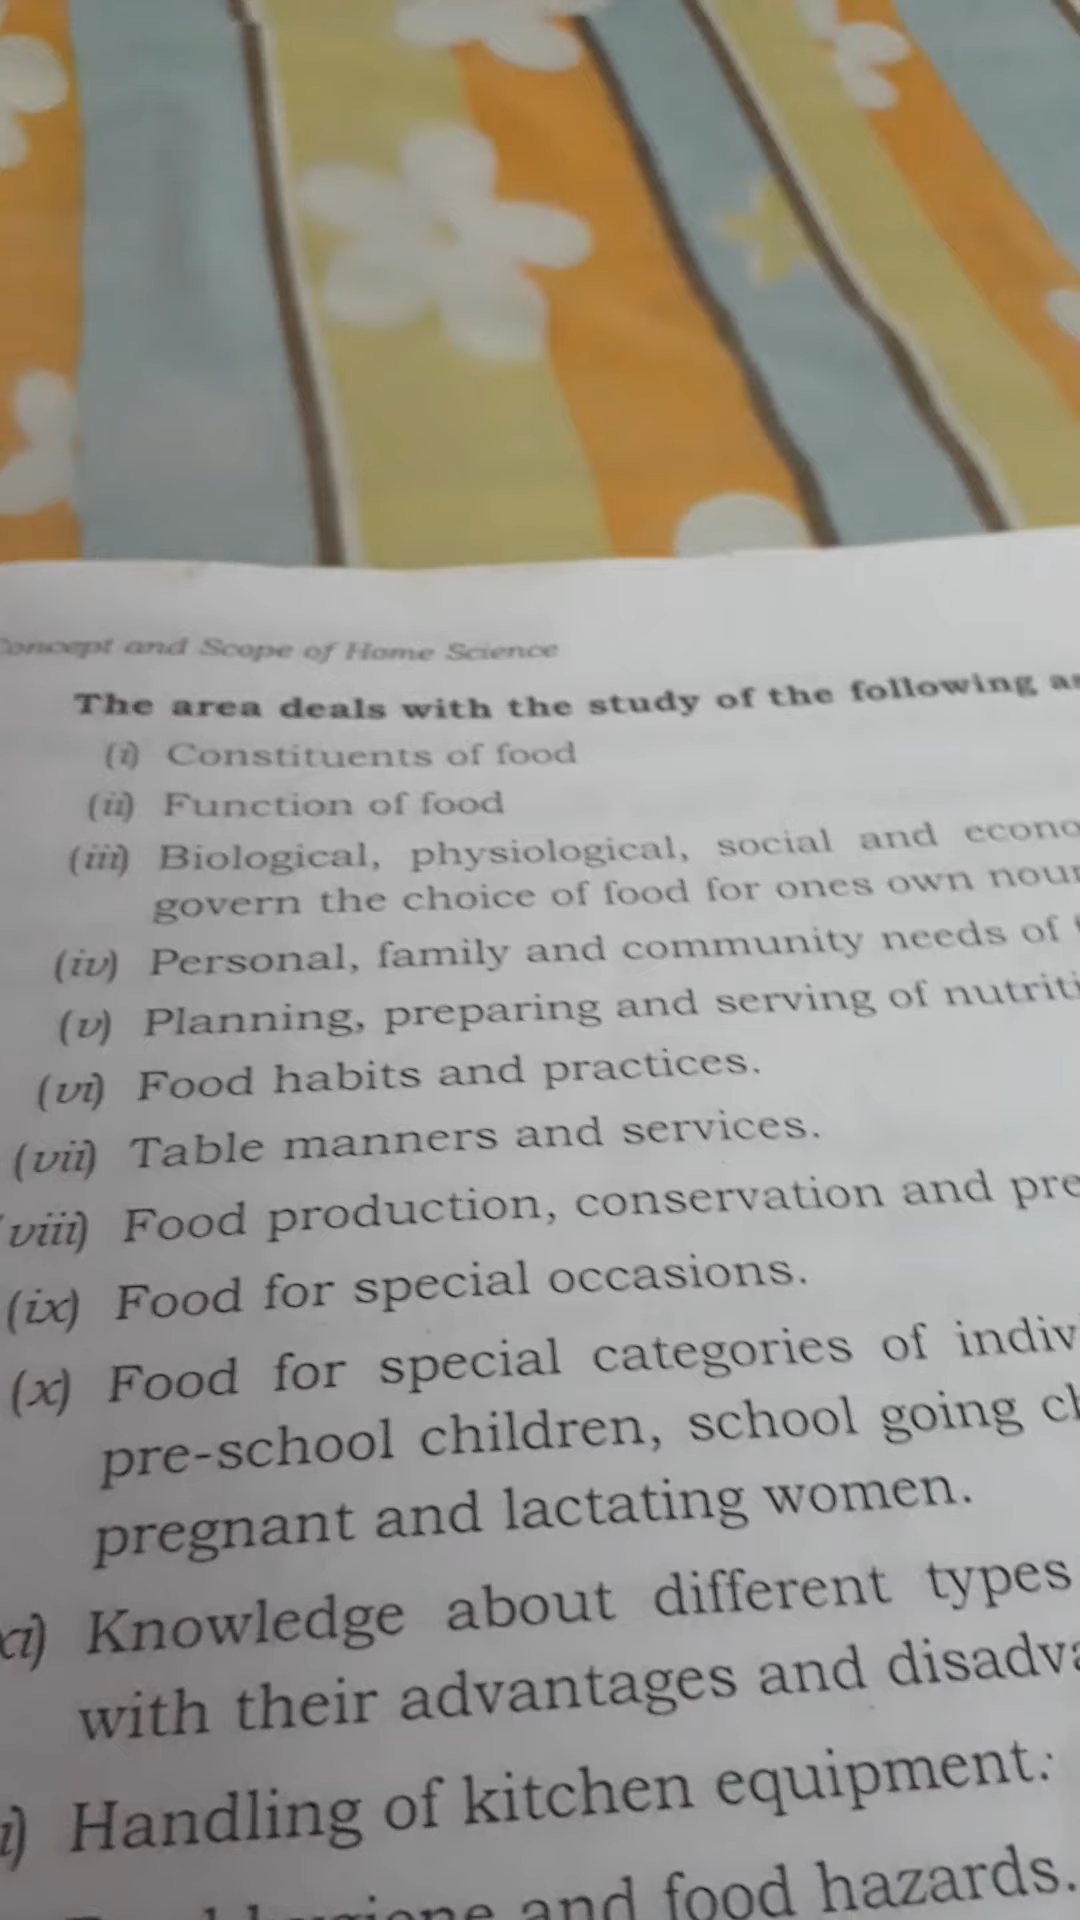 Concept and Scope of Home Science
The area deals with the study of the following
(i) Constituents of food
(ii) Function of food
(iii) Biological, physiological, social and
govern the choice of food for ones own
(iv) Personal, family and community needs of
(v) Planning, preparing and serving of
(vi) Food habits and practices.
(vii) Table manners and services.
viii) Food production, conservation and
(ix) Food for special occasions.
(x) Food for special categories of
pre-school children, school going
pregnant and lactating women.
xi) Knowledge about different types
with their advantages and
i) Handling of kitchen equipment.
and food hazards.